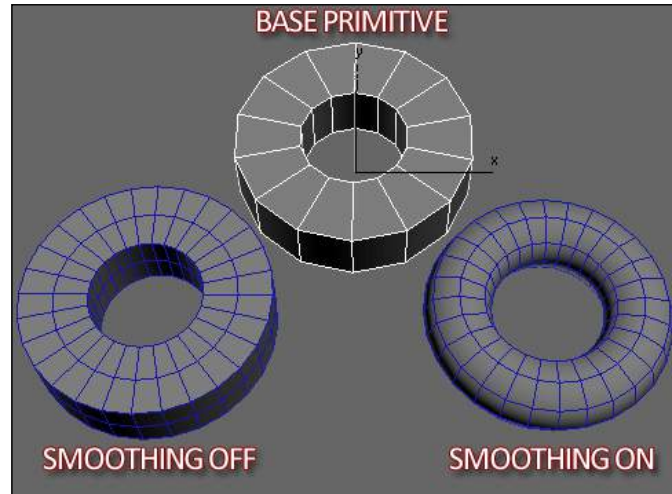 BASE PRIMITIVE
y
x
SMOOTHING OFF
SMOOTHING ON